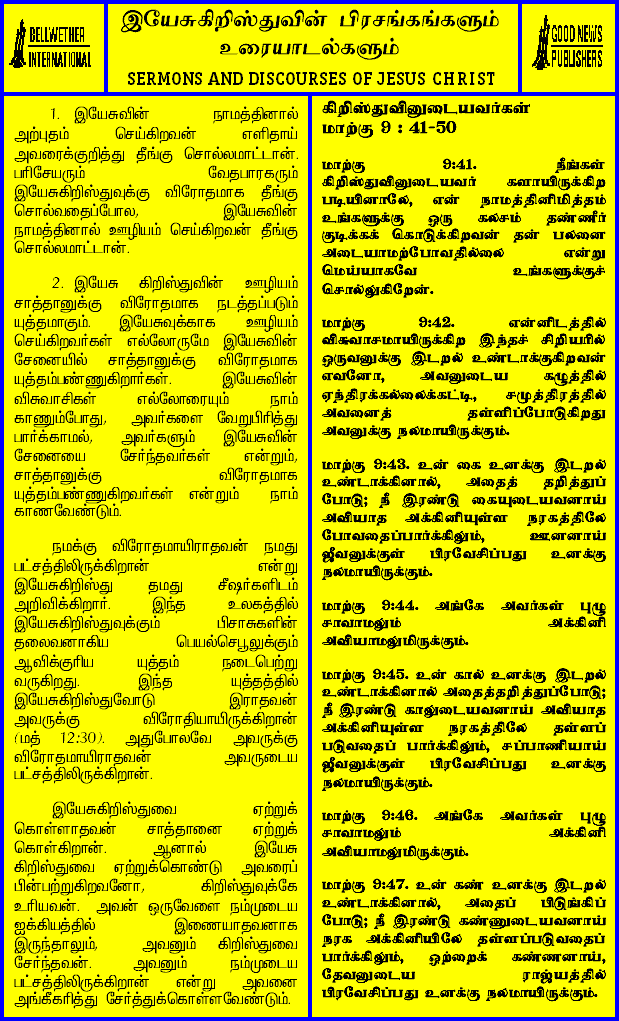 BELLWETHER
INTERNATIONAL
இயேசுகிறிஸ்துவின் பிரசங்கங்களும்
உரையாடல்களும்
SERMONS AND DISCOURSES OF JESUS CHRIST
GOOD NEWS
PUBLISHERS
1. இயேசுவின் நாமத்தினால்
அற்புதம் செய்கிறவன் எளிதாய்
அவரைக்குறித்து தீங்கு சொல்லமாட்டான்.
பரிசேயரும் வேதபாரகரும்
இயேசுகிறிஸ்துவுக்கு விரோதமாக தீங்கு
சொல்வதைப்போல, இயேசுவின்
நாமத்தினால் ஊழியம் செய்கிறவன் தீங்கு
சொல்லமாட்டான்.
2. இயேசு கிறிஸ்துவின் ஊழியம்
சாத்தானுக்கு விரோதமாக நடத்தப்படும்
யுத்தமாகும். இயேசுவுக்காக ஊழியம்
செய்கிறவர்கள் எல்லோருமே இயேசுவின்
சேனையில் சாத்தானுக்கு விரோதமாக
யுத்தம்பண்ணுகிறார்கள். இயேசுவின்
விசுவாசிகள் எல்லோரையும் நாம்
காணும்போது, அவர்களை வேறுபிரித்து
பார்க்காமல், அவர்களும் இயேசுவின்
சேனையை சேர்ந்தவர்கள் என்றும்,
சாத்தானுக்கு விரோதமாக
யுத்தம்பண்ணுகிறவர்கள் என்றும் நாம்
காணவேண்டும்.
நமக்கு விரோதமாயிராதவன் நமது
பட்சத்திலிருக்கிறான் என்று
இயேசுகிறிஸ்து தமது சீஷர்களிடம்
அறிவிக்கிறார். இந்த உலகத்தில்
இயேசுகிறிஸ்துவுக்கும் பிசாசுகளின்
தலைவனாகிய பெயல்செபூலுக்கும்
ஆவிக்குரிய யுத்தம் நடைபெற்று
வருகிறது. இந்த யுத்தத்தில்
இயேசுகிறிஸ்துவோடு இராதவன்
அவருக்கு விரோதியாயிருக்கிறான்
(மத் 12:30). அதுபோலவே அவருக்கு
விரோதமாயிராதவன் அவருடைய
பட்சத்திலிருக்கிறான்.
இயேசுகிறிஸ்துவை ஏற்றுக்
கொள்ளாதவன் சாத்தானை ஏற்றுக்
கொள்கிறான். ஆனால் இயேசு
கிறிஸ்துவை ஏற்றுக்கொண்டு அவரைப்
பின்பற்றுகிறவனோ, கிறிஸ்துவுக்கே
உரியவன். அவன் ஒருவேளை நம்முடைய
ஐக்கியத்தில் இணையாதவனாக
இருந்தாலும், அவனும் கிறிஸ்துவை
சேர்ந்தவன். அவனும் நம்முடைய
பட்சத்திலிருக்கிறான் என்று அவனை
அங்கீகரித்து சேர்த்துக்கொள்ளவேண்டும்.
கிறிஸ்துவினுடையவர்கள்
மாற்கு 9 : 41-50
மாற்கு 9:41. நீங்கள்
கிறிஸ்துவினுடையவர் களாயிருக்கிற
படியினாலே, என் நாமத்தினிமித்தம்
உங்களுக்கு ஒரு கலசம் தண்ணீர்
குடிக்கக் கொடுக்கிறவன் தன் பலனை
அடையாமற்போவதில்லை என்று
மெய்யாகவே உங்களுக்குச்
சொல்லுகிறேன்.
மாற்கு 9:42. என்னிடத்தில்
விசுவாசமாயிருக்கிற இந்தச் சிறியரில்
ஒருவனுக்கு இடறல் உண்டாக்குகிறவன்
எவனோ, அவனுடைய கழுத்தில்
ஏந்திரக்கல்லைக்கட்டி, சமுத்திரத்தில்
அவனைத் தள்ளிப்போடுகிறது
அவனுக்கு நலமாயிருக்கும்.
மாற்கு 9:43. உன் கை உனக்கு இடறல்
உண்டாக்கினால், அதைத் தறித்துப்
போடு; நீ இரண்டு கையுடையவனாய்
அவியாத அக்கினியுள்ள நரகத்திலே
போவதைப்பார்க்கிலும், ஊனனாய்
ஜீவனுக்குள் பிரவேசிப்பது உனக்கு
நலமாயிருக்கும்.
மாற்கு 9:44. அங்கே அவர்கள் புழு
சாவாமலும் அக்கினி
அவியாமலுமிருக்கும்.
மாற்கு 9:45. உன் கால் உனக்கு இடறல்
உண்டாக்கினால் அதைத்தறித்துப்போடு;
நீ இரண்டு காலுடையவனாய் அவியாத
அக்கினியுள்ள நரகத்திலே தள்ளப்
படுவதைப் பார்க்கிலும், சப்பாணியாய்
ஜீவனுக்குள் பிரவேசிப்பது உனக்கு
நலமாயிருக்கும்.
மாற்கு 9:46. அங்கே அவர்கள் புழு
சாவாமலும் அக்கினி
அவியாமலுமிருக்கும்.
மாற்கு 9:47. உன் கண் உனக்கு இடறல்
உண்டாக்கினால், அதைப் பிடுங்கிப்
போடு; நீ இரண்டு கண்ணுடையவனாய்
நரக அக்கினியிலே தள்ளப்படுவதைப்
பார்க்கிலும், ஒற்றைக் கண்ணனாய்,
தேவனுடைய ராஜ்யத்தில்
பிரவேசிப்பது உனக்கு நலமாயிருக்கும்.